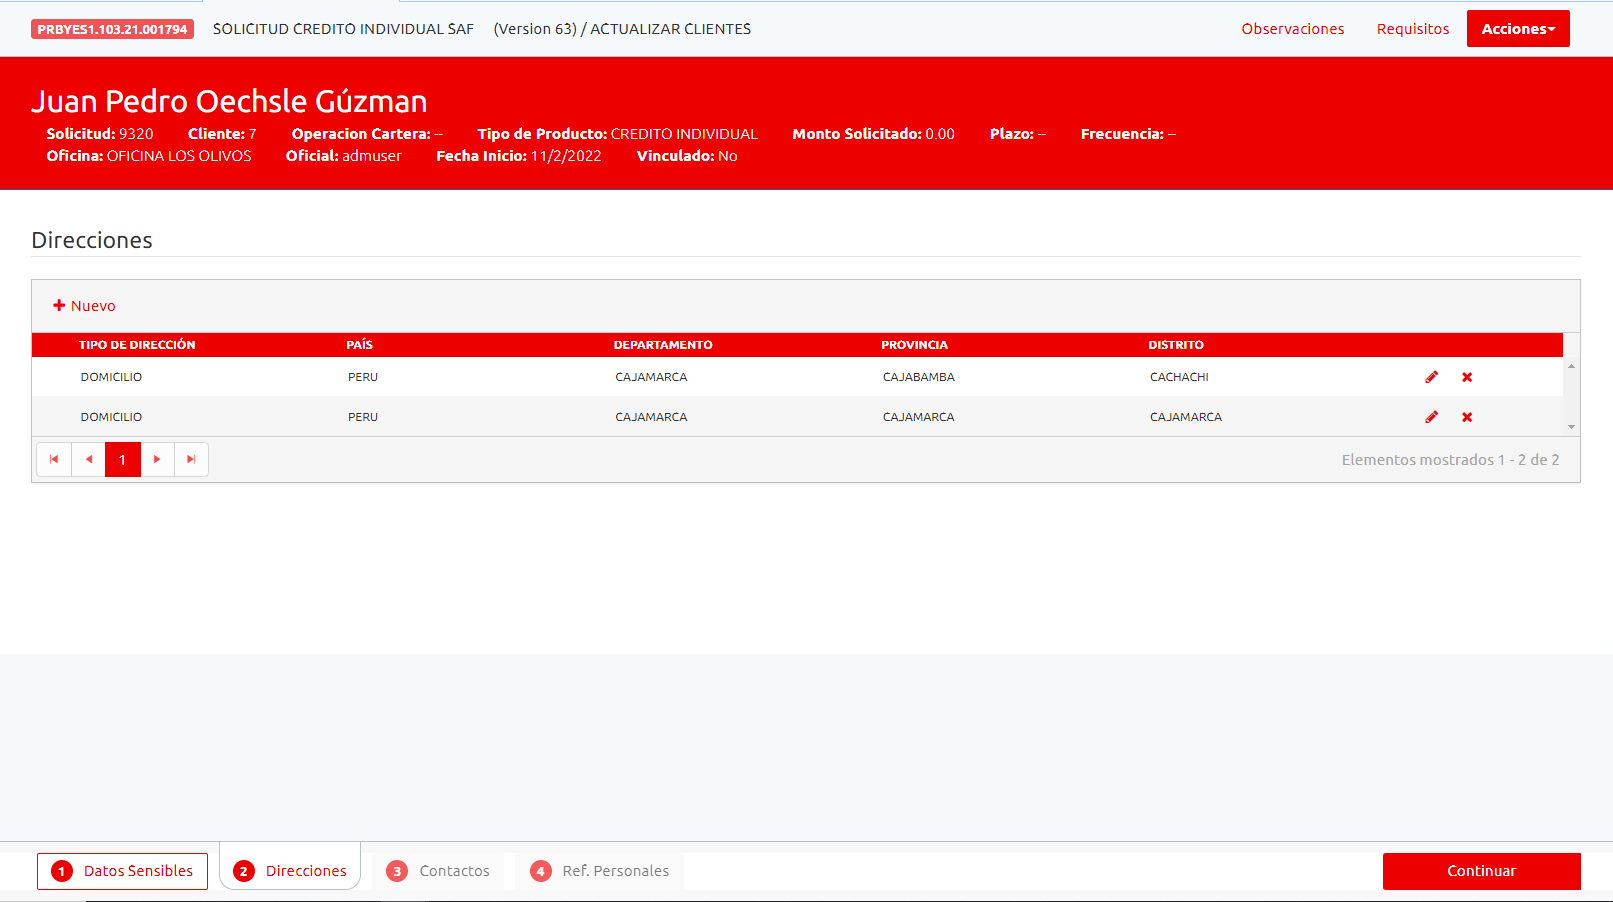 PRBYES1.103.21.001794 SOLICITUD CREDITO INDIVIDUAL SAF (Version 63) / ACTUALIZAR CLIENTES Observaciones Requisitos Acciones
Juan Pedro Oechsle Gúzman
Solicitud: 9320 Cliente: 7 Operacion Cartera: -- Tipo de Producto: CREDITO INDIVIDUAL Monto Solicitado: 0.00 Plazo: -- Frecuencia: --
Oficina: OFICINA LOS OLIVOS Oficial: admuser Fecha Inicio: 11/2/2022 Vinculado: No
Direcciones
Nuevo
TIPO DE DIRECCIÓN PAÍS DEPARTAMENTO PROVINCIA DISTRITO
DOMICILIO PERU CAJAMARCA CAJABAMBA CACHACHI
DOMICILIO PERU CAJAMARCA CAJAMARCA CAJAMARCA
1 Elementos mostrados 1 - 2 de 2
1 Datos Sensibles 2 Direcciones 3 Contactos 4 Ref. Personales Continuar